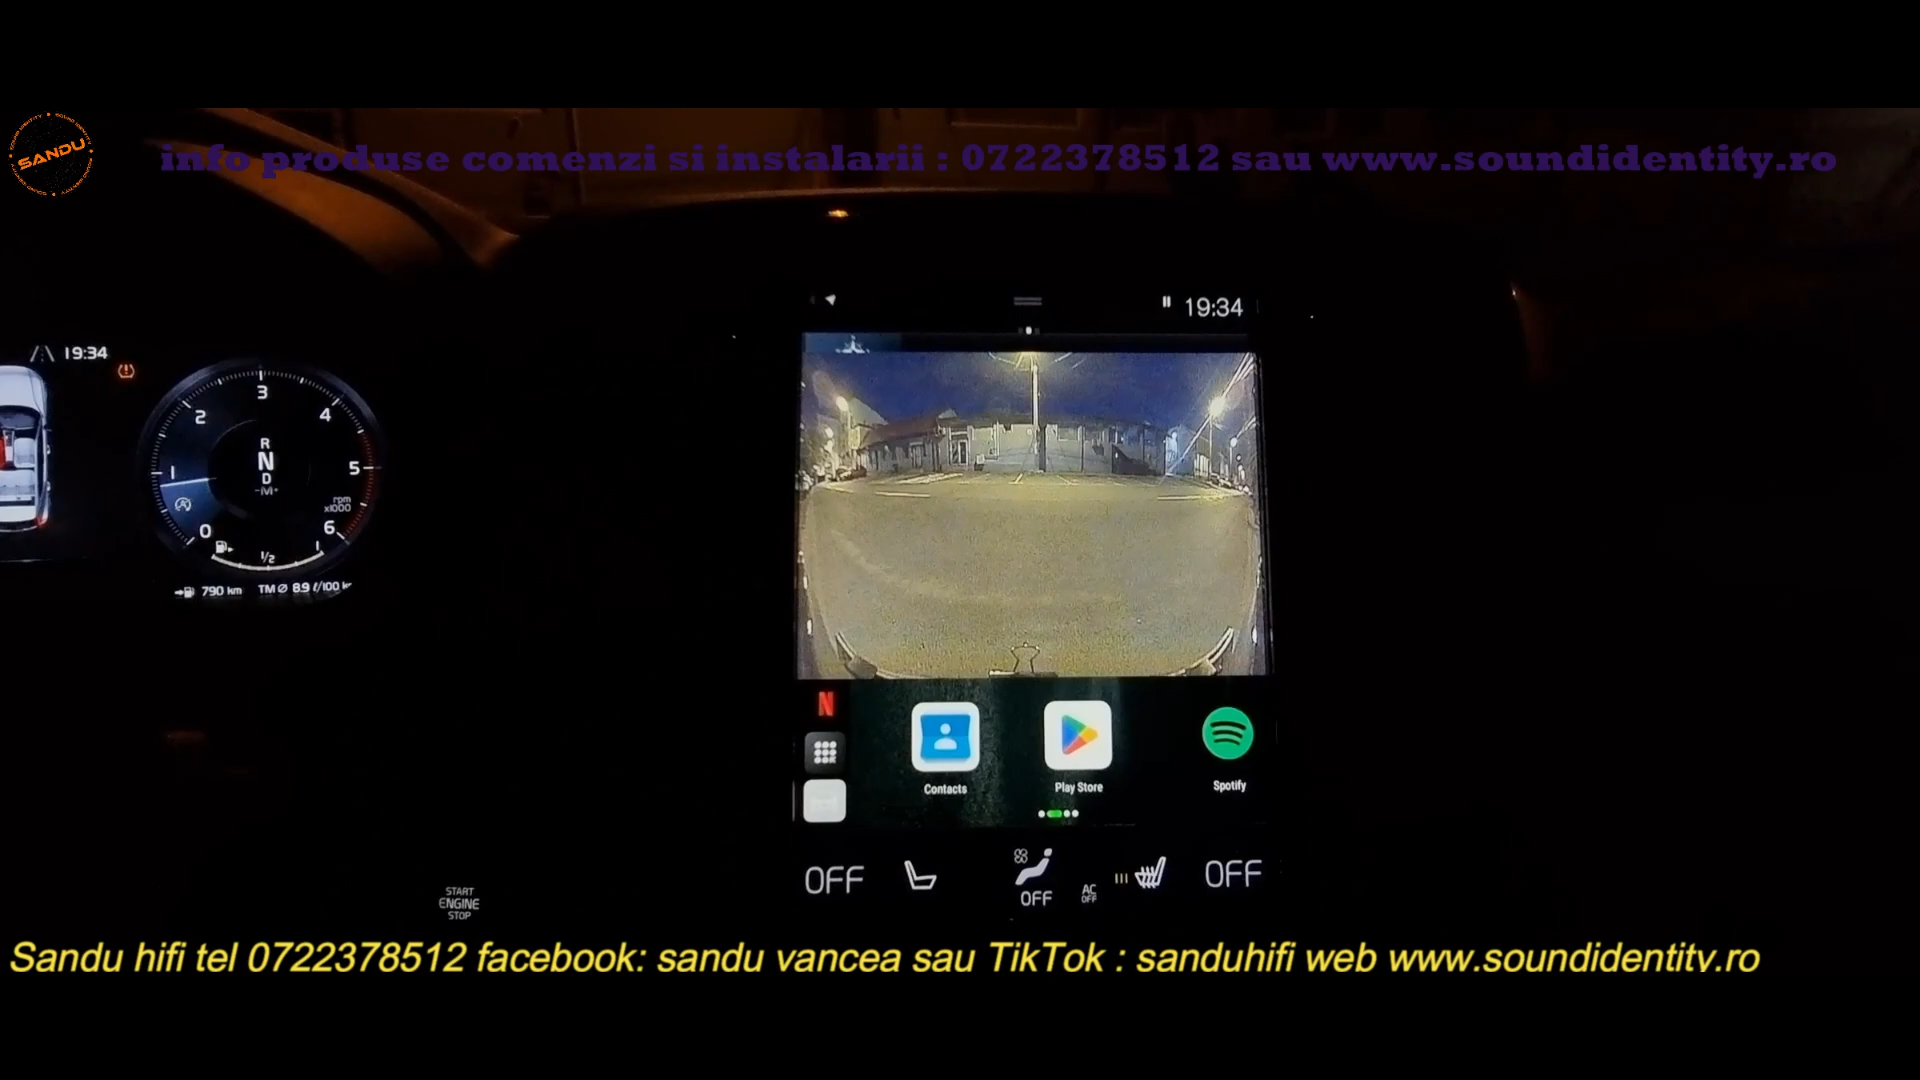 SANDU
info produse comenzi si instalarii : 0722378512 sau www.soundidentity.ro
19:34
19:34
3
2
4
R
N
D
1
5
rpm
x1000
0
6
1/2
790 km TM Ø 8.9 l/100
N
Contacts
Play Store
Spotify
OFF
OFF
AC
OFF
OFF
START
ENGINE
STOP
Sandu hifi tel 0722378512 facebook: sandu vancea sau TikTok : sanduhifi web www.soundidentity.ro